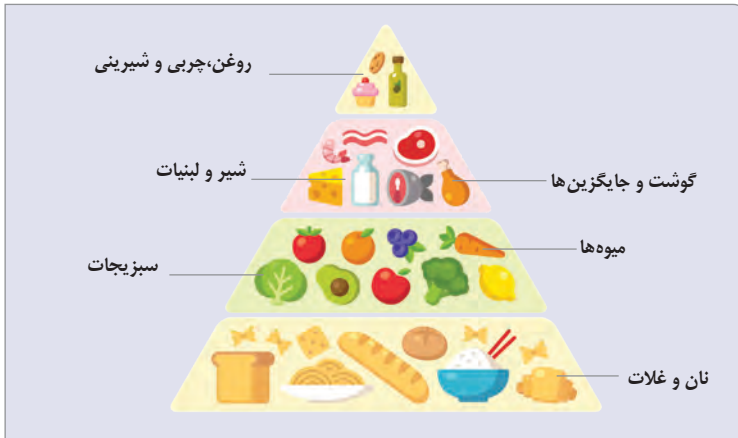 روغن،چربی و شیرینی
شیر و لبنیات
گوشت و جایگزین‌ها
میوه‌ها
سبزیجات
نان و غلات